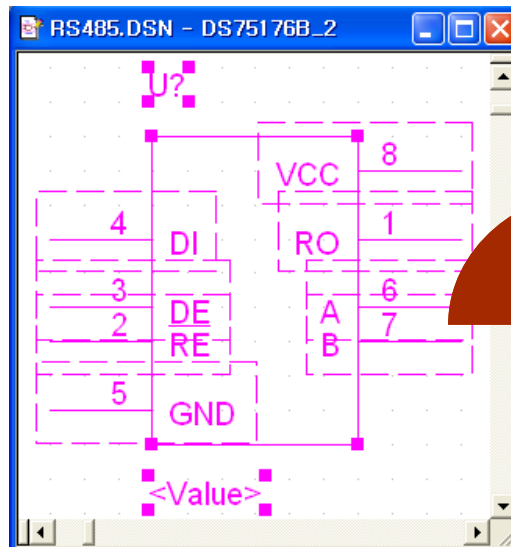 RS485.DSN - DS75176B_2
U?
VCC 8
4 DI RO 1
3 DE A 6
2 RE B 7
5 GND
<Value>